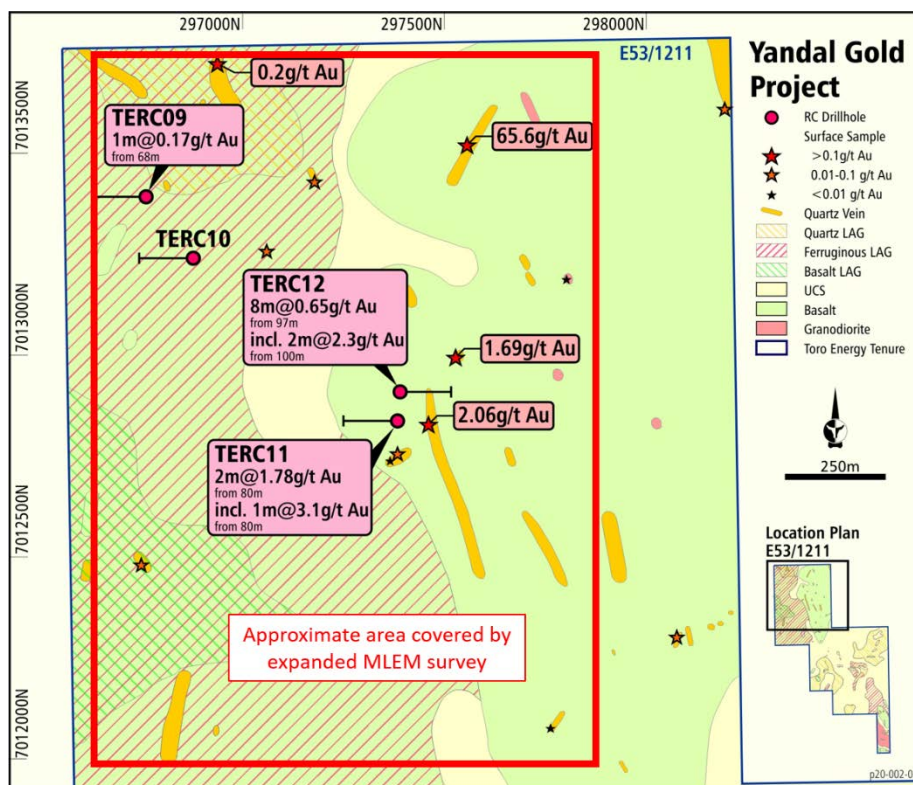 297000N
297500N
298000N
7013500N
7013000N
7012500N
7012000N
E53/1211
0.2g/t Au
TERC09
1m@0.17g/t Au
from 68m
65.6g/t Au
TERC10
TERC12
8m@0.65g/t Au
from 97m
incl. 2m@2.3g/t Au
from 100m
1.69g/t Au
2.06g/t Au
TERC11
2m@1.78g/t Au
from 80m
incl. 1m@3.1g/t Au
from 80m
Approximate area covered by
expanded MLEM survey
Yandal Gold
Project
RC Drillhole
Surface Sample
>0.1g/t Au
0.01-0.1 g/t Au
<0.01 g/t Au
Quartz Vein
Quartz LAG
Ferruginous LAG
Basalt LAG
UCS
Basalt
Granodiorite
Toro Energy Tenure
250m
Location Plan
E53/1211